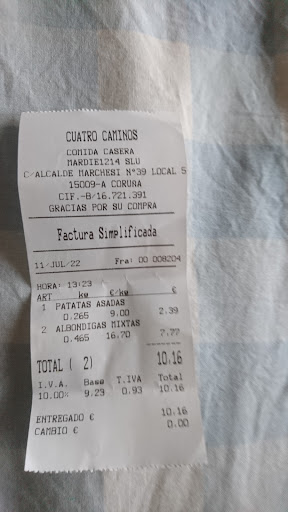 CUATRO CAMINOS
COMIDA CASERA
MARDIE1214 SLU
C/ALCALDE MARCHESI Nº39 LOCAL 5
15009-A CORUÑA
CIF.-B/16.721.391
GRACIAS POR SU COMPRA
Factura Simplificada
11/JUL/22 Fra: 00 008204
HORA: 13:23
ART kg €/kg €
1 PATATAS ASADAS
0.265 9.00 2.39
2 ALBONDIGAS MIXTAS
0.465 16.70 7.77
TOTAL ( 2) 10.16
I.V.A. Base T.IVA Total
10.00% 9.23 0.93 10.16
ENTREGADO € 10.16
CAMBIO € 0.00